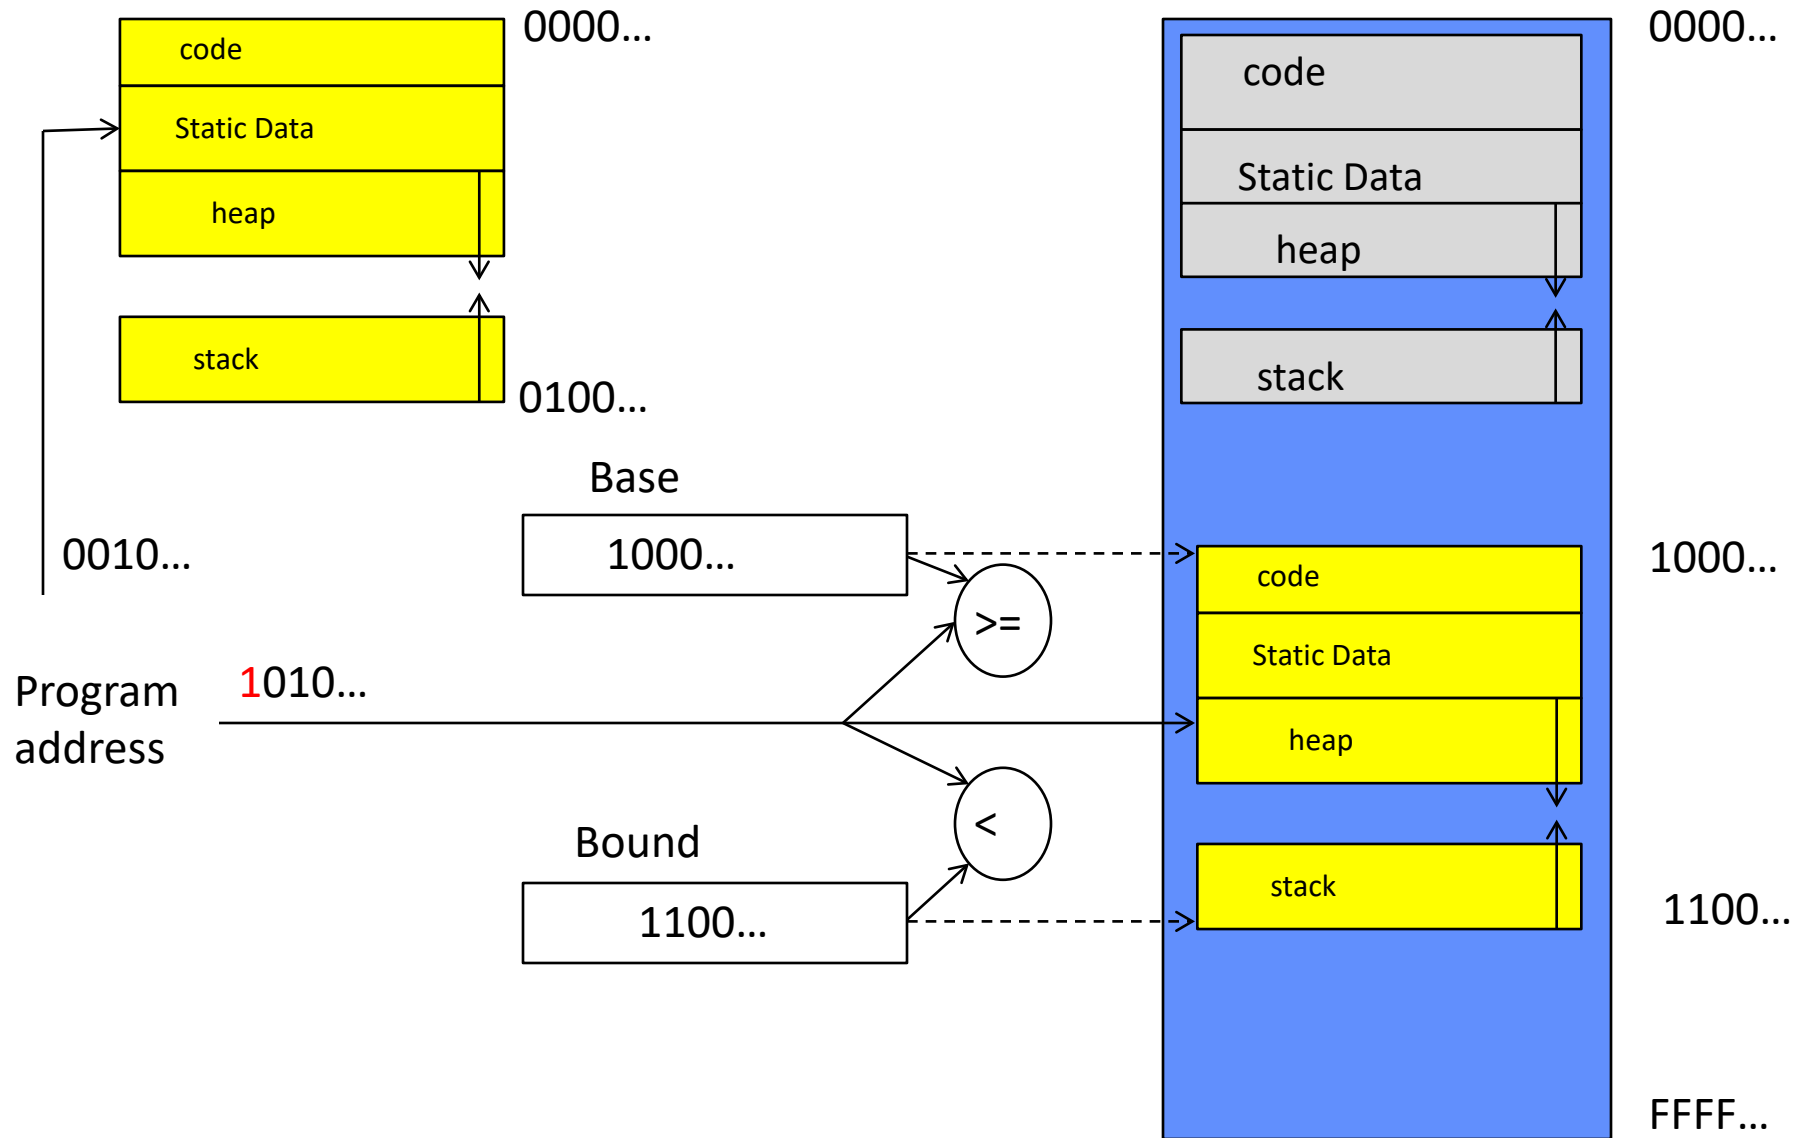 code
0000...
Static Data
heap
stack
0100...
0010...
Base
1000...
>=
Program
address
1010...
<
Bound
1100...
0000...
code
Static Data
heap
stack
1000...
code
Static Data
heap
stack
1100...
FFFF...